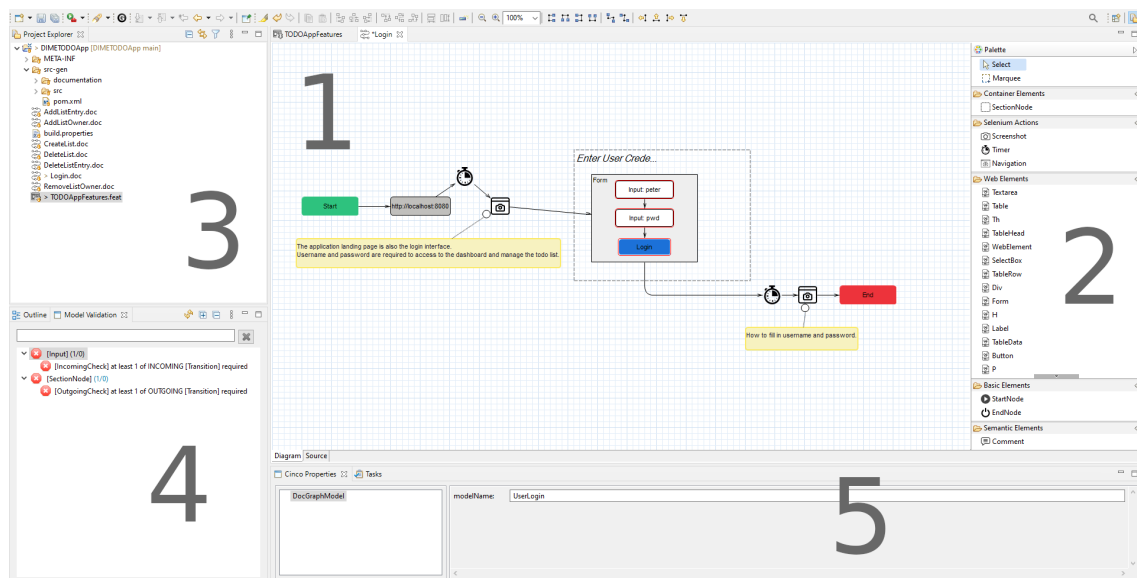 100%
Project Explorer
DIMETODOApp [DIMETODOApp main]
> META-INF
src-gen
documentation
src
pom.xml
AddListEntry.doc
AddListOwner.doc
build.properties
CreateList.doc
DeleteList.doc
DeleteListEntry.doc
> Login.doc
RemoveListOwner.doc
> TODOAppFeatures.feat
3
TODOAppFeatures
*Login
1
Start
http://localhost:8080
The application landing page is also the login interface.
Username and password are required to access to the dashboard and manage the todo list.
Enter User Crede...
Form
Input: peter
Input: pwd
Login
End
How to fill in username and password.
Diagram Source
Palette
Select
Marquee
Container Elements
SectionNode
Selenium Actions
Screenshot
Timer
Navigation
Web Elements
Textarea
Table
Th
TableHead
WebElement
SelectBox
TableRow
Div
Form
H
Label
TableData
Button
P
Basic Elements
StartNode
EndNode
Semantic Elements
Comment
2
Outline Model Validation
[Input] (1/0)
[IncomingCheck] at least 1 of INCOMING [Transition] required
[SectionNode] (1/0)
[OutgoingCheck] at least 1 of OUTGOING [Transition] required
4
Cinco Properties Tasks
DocGraphModel
modelName: UserLogin
5